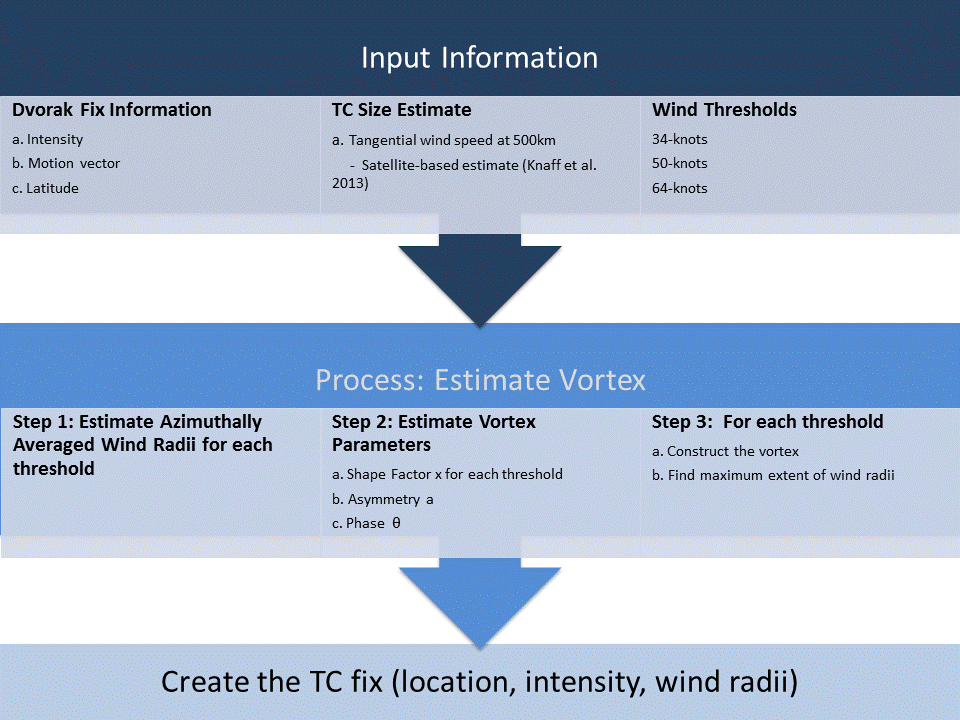 Input Information
Dvorak Fix Information
a. Intensity
b. Motion vector
c. Latitude
TC Size Estimate
a. Tangential wind speed at 500km
- Satellite-based estimate (Knaff et al.
2013)
Wind Thresholds
34-knots
50-knots
64-knots
Process: Estimate Vortex
Step 1: Estimate Azimuthally
Averaged Wind Radii for each
threshold
Step 2: Estimate Vortex
Parameters
a. Shape Factor x for each threshold
b. Asymmetry a
c. Phase θ
Step 3: For each threshold
a. Construct the vortex
b. Find maximum extent of wind radii
Create the TC fix (location, intensity, wind radii)